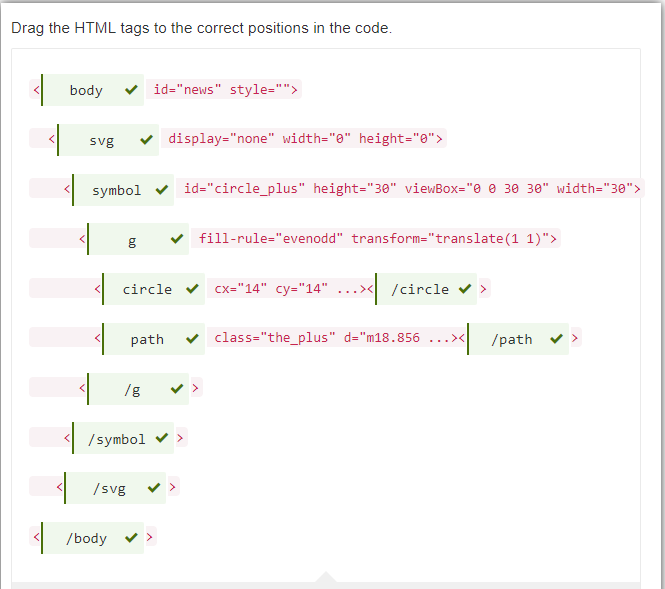 Drag the HTML tags to the correct positions in the code.
<body id="news" style="">
<svg display="none" width="0" height="0">
<symbol id="circle_plus" height="30" viewBox="0 0 30 30" width="30">
<g fill-rule="evenodd" transform="translate(1 1)">
<circle cx="14" cy="14" ...></circle>
<path class="the_plus" d="m18.856 ...></path>
</g>
</symbol>
</svg>
</body>